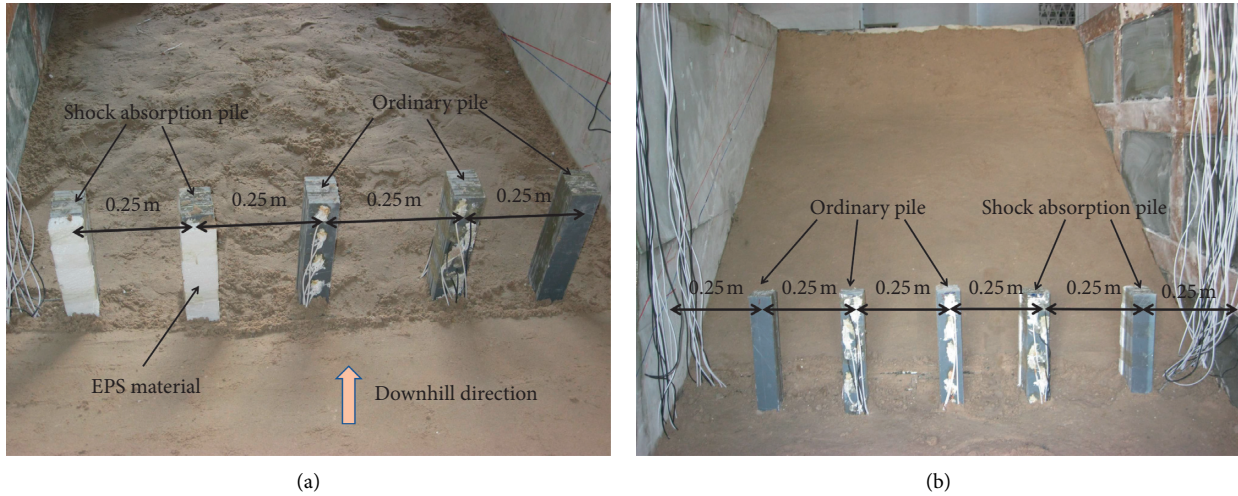 Shock absorption pile
Ordinary pile
0.25 m
0.25 m
0.25 m
0.25 m
EPS material
Downhill direction
(a)
Ordinary pile
Shock absorption pile
0.25 m
0.25 m
0.25 m
0.25 m
0.25 m
0.25 m
(b)